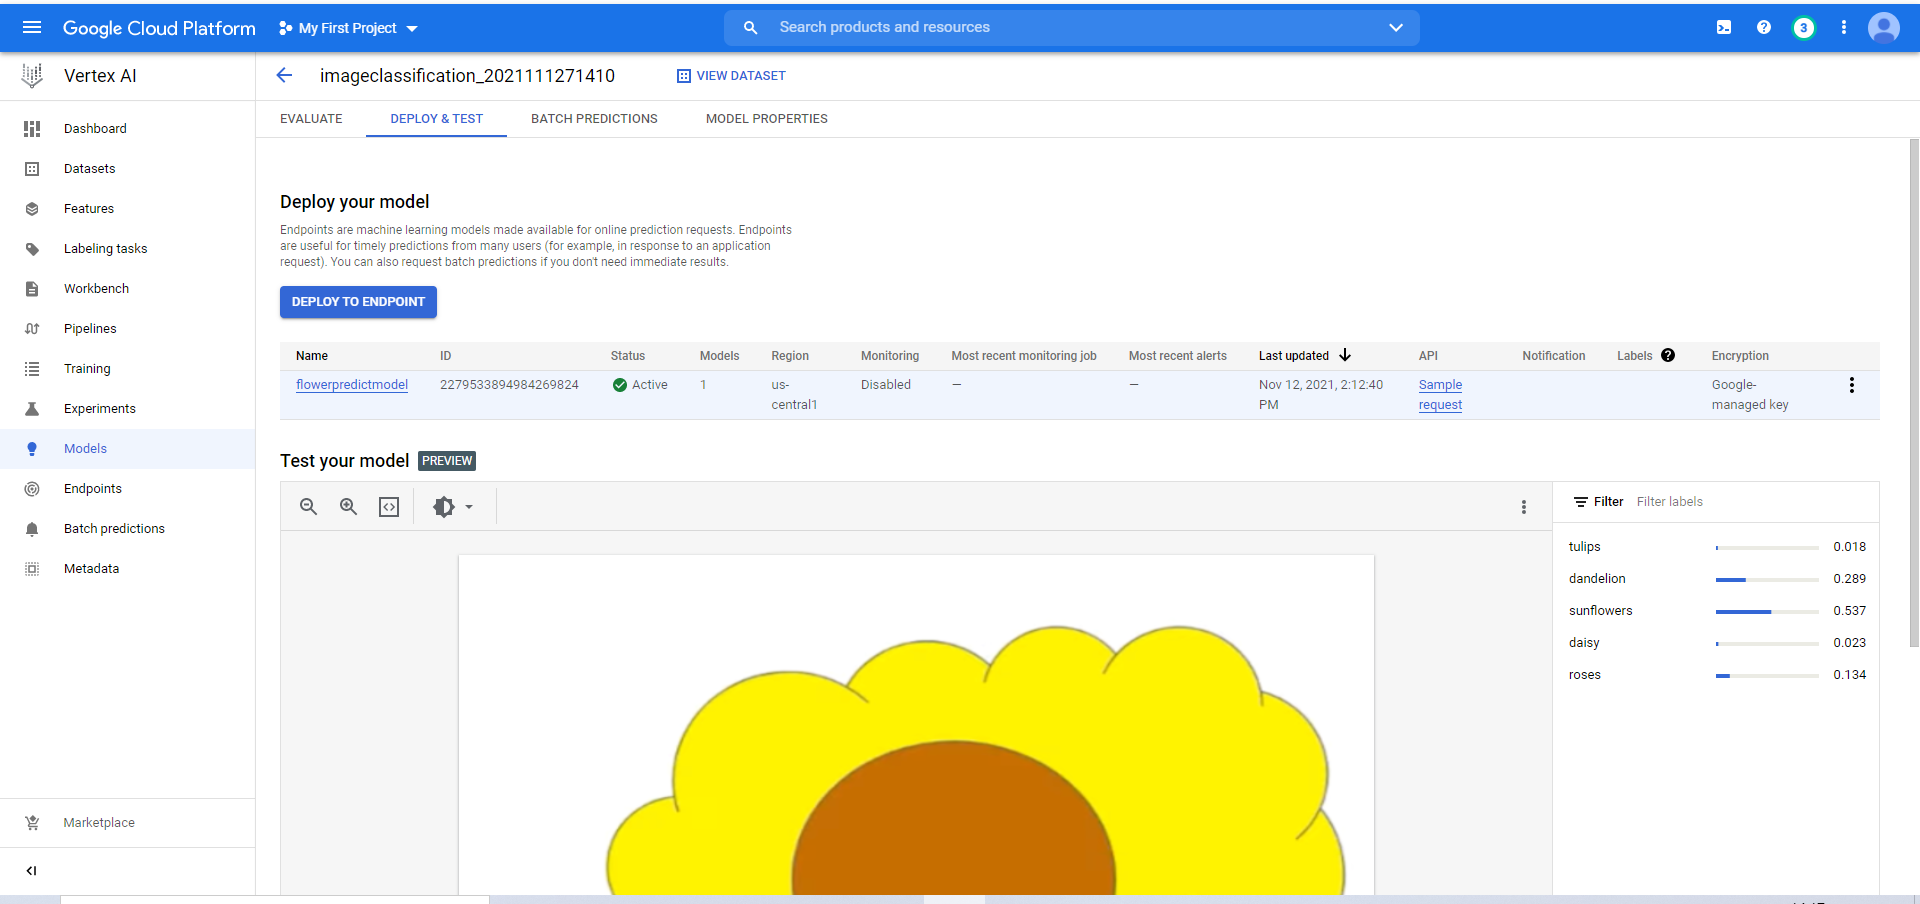 Google Cloud Platform
My First Project
Search products and resources
3
Vertex AI
imageclassification_2021111271410
VIEW DATASET
EVALUATE
DEPLOY & TEST
BATCH PREDICTIONS
MODEL PROPERTIES
Dashboard
Datasets
Features
Labeling tasks
Workbench
Pipelines
Training
Experiments
Models
Endpoints
Batch predictions
Metadata
Marketplace
Deploy your model
Endpoints are machine learning models made available for online prediction requests. Endpoints
are useful for timely predictions from many users (for example, in response to an application
request). You can also request batch predictions if you don't need immediate results.
DEPLOY TO ENDPOINT
Name ID Status Models Region Monitoring Most recent monitoring job Most recent alerts Last updated API Notification Labels Encryption
flowerpredictmodel 2279533894984269824 Active 1 us- Disabled — — Nov 12, 2021, 2:12:40 Sample Google-
central1 PM request managed key
Test your model PREVIEW
Filter Filter labels
tulips 0.018
dandelion 0.289
sunflowers 0.537
daisy 0.023
roses 0.134